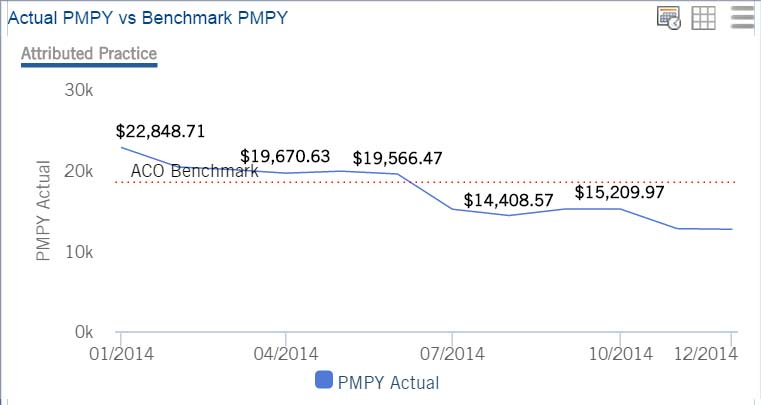 Actual PMPY vs Benchmark PMPY
Attributed Practice
30k
20k
10k
0k
PMPY Actual
$22,848.71
$19,670.63
$19,566.47
ACO Benchmark
$14,408.57
$15,209.97
01/2014
04/2014
07/2014
10/2014
12/2014
PMPY Actual